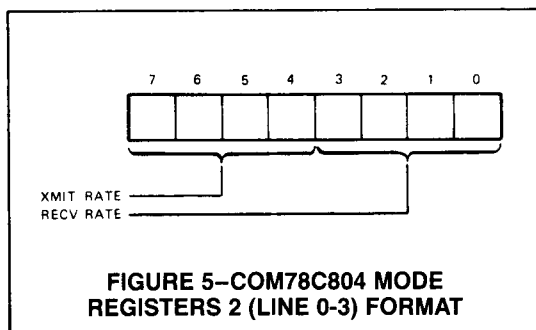 7 6 5 4 3 2 1 0
XMIT RATE
RECV RATE
FIGURE 5–COM78C804 MODE
REGISTERS 2 (LINE 0-3) FORMAT